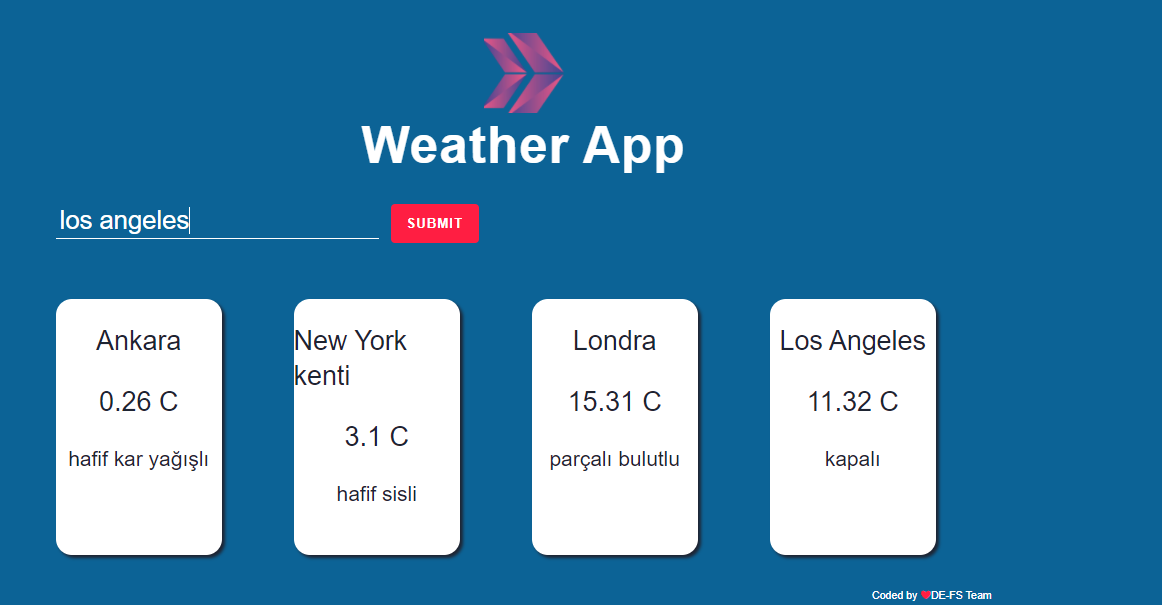 Weather App
los angeles
SUBMIT
Ankara
0.26 C
hafif kar yağışlı
New York
kenti
3.1 C
hafif sisli
Londra
15.31 C
parçalı bulutlu
Los Angeles
11.32 C
kapalı
Coded by ❤DE-FS Team